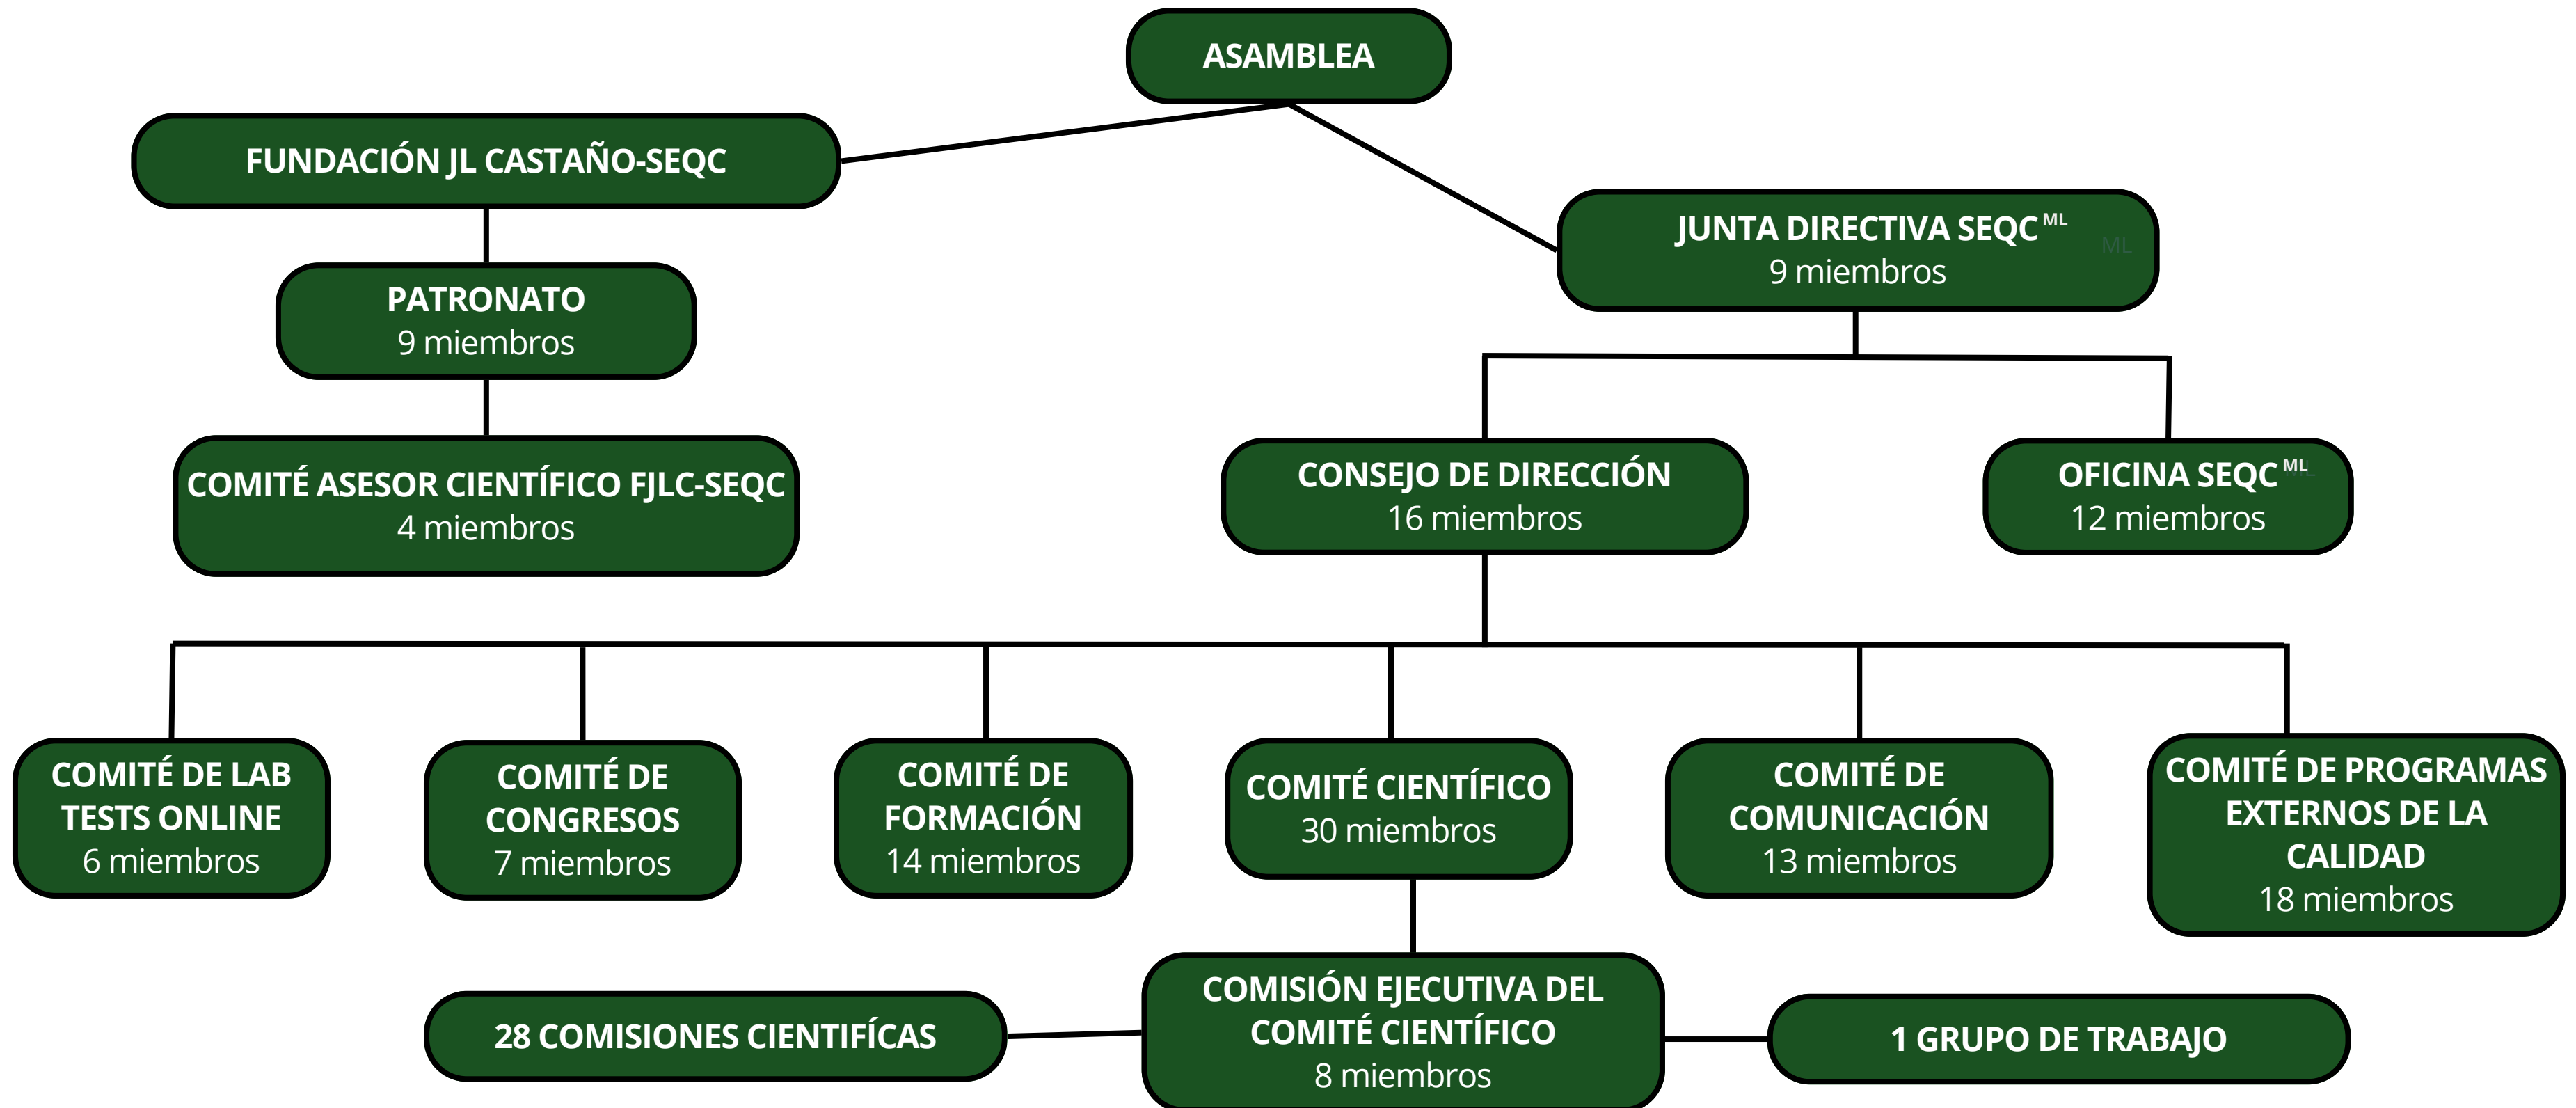 ASAMBLEA
FUNDACIÓN JL CASTAÑO-SEQC
JUNTA DIRECTIVA SEQC ML
ML
9 miembros
PATRONATO
9 miembros
COMITÉ ASESOR CIENTÍFICO FJLC-SEQC
4 miembros
CONSEJO DE DIRECCIÓN
16 miembros
OFICINA SEQC ML
12 miembros
COMITÉ DE LAB
TESTS ONLINE
6 miembros
COMITÉ DE
CONGRESOS
7 miembros
COMITÉ DE
FORMACIÓN
14 miembros
COMITÉ CIENTÍFICO
30 miembros
COMITÉ DE
COMUNICACIÓN
13 miembros
COMITÉ DE PROGRAMAS
EXTERNOS DE LA
CALIDAD
18 miembros
28 COMISIONES CIENTIFÍCAS
COMISIÓN EJECUTIVA DEL
COMITÉ CIENTÍFICO
8 miembros
1 GRUPO DE TRABAJO